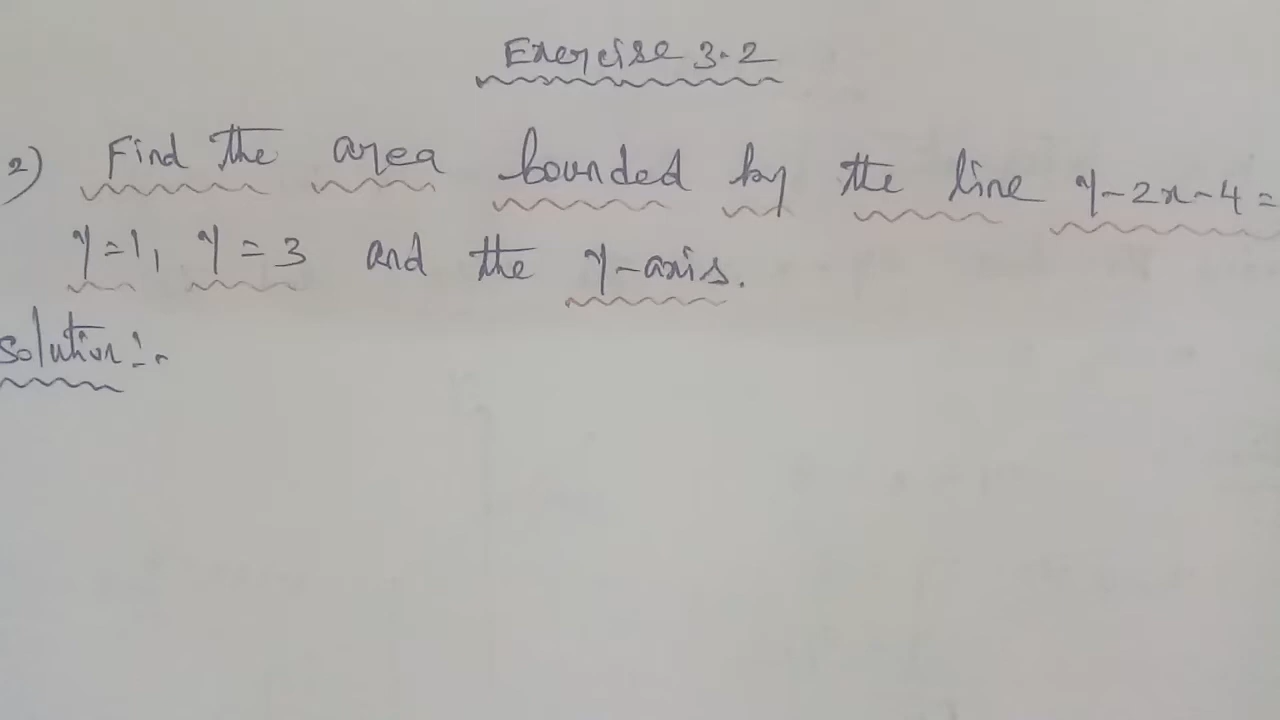 Exercise 3.2
2) Find the area bounded by the line y-2x-4=
y=1, y=3 and the y-axis.
Solution:-